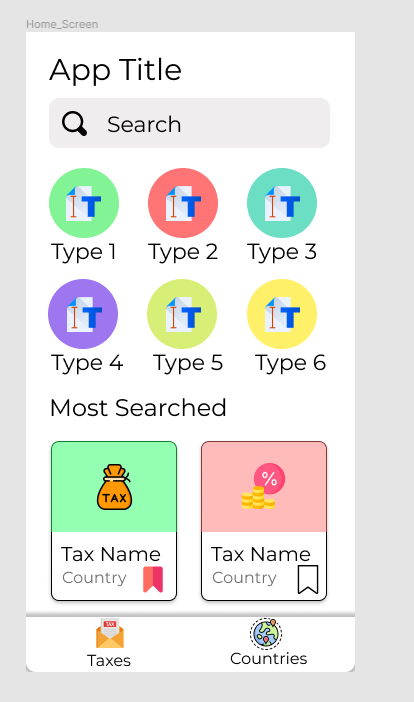 Home_Screen
App Title
Search
Type 1 Type 2 Type 3
Type 4 Type 5 Type 6
Most Searched
TAX %
Tax Name Tax Name
Country Country
TAX
Taxes Countries